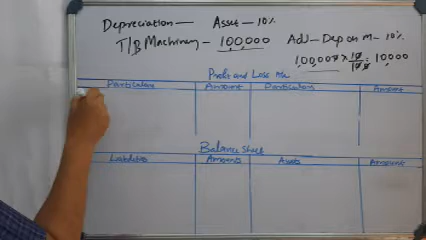 Depreciation — Asset — 10%
T/B Machinery — 100000 Adj — Dep on M — 10%
100000 x 10/100 = 10000
Profit and Loss A/c
Particulars Amount Particulars Amount
Balance Sheet
Liabilities Amounts Assets Amount